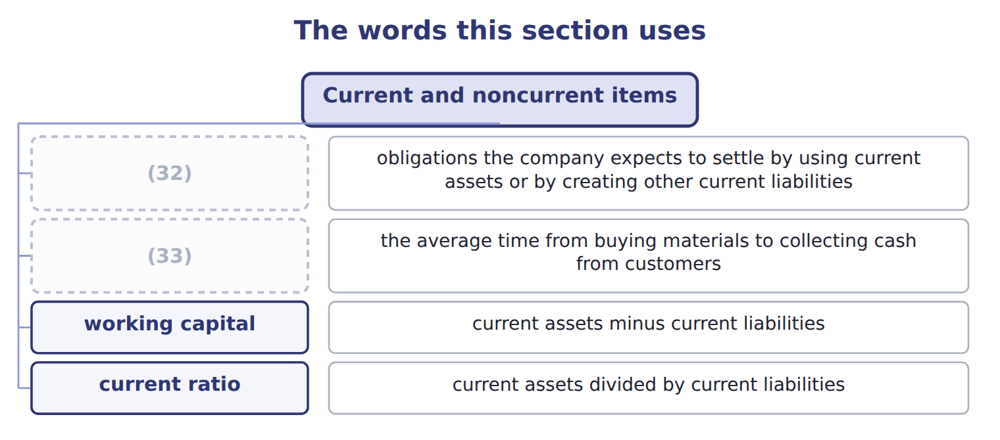 The words this section uses
Current and noncurrent items
(32)
obligations the company expects to settle by using current
assets or by creating other current liabilities
(33)
the average time from buying materials to collecting cash
from customers
working capital
current assets minus current liabilities
current ratio
current assets divided by current liabilities